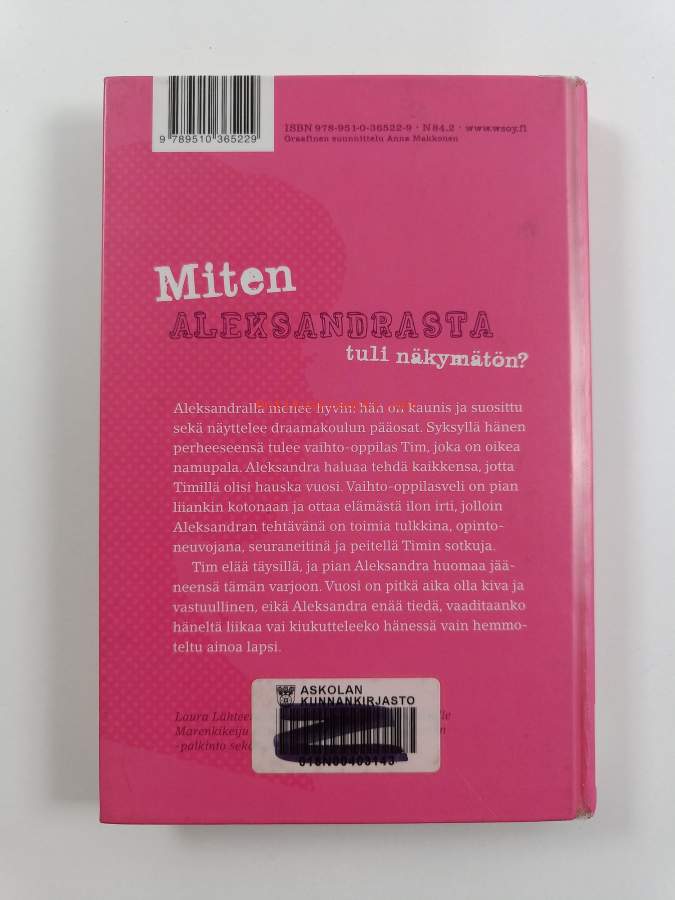 ISBN 978-951-0-36522-9 · N 84.2 · www.wsoy.fi
Graafinen suunnittelu Anna Makkonen
9 789510 365229
Miten
ALEKSANDRASTA
tuli näkymätön?
Aleksandralla menee hyvin: hän on kaunis ja suosittu
sekä näyttelee draamakoulun pääosat. Syksyllä hänen
perheeseensä tulee vaihto-oppilas Tim, joka on oikea
namupala. Aleksandra haluaa tehdä kaikkensa, jotta
Timillä olisi hauska vuosi. Vaihto-oppilasveli on pian
liiankin kotonaan ja ottaa elämästä ilon irti, jolloin
Aleksandran tehtävänä on toimia tulkkina, opinto-
neuvojana, seuraneitinä ja peitellä Timin sotkuja.
Tim elää täysillä, ja pian Aleksandra huomaa jää-
neensä tämän varjoon. Vuosi on pitkä aika olla kiva ja
vastuullinen, eikä Aleksandra enää tiedä, vaaditaanko
häneltä liikaa vai kiukutteleeko hänessä vain hemmo-
teltu ainoa lapsi.
ASKOLAN
KUNNANKIRJASTO
Laura
Marenkikeiju
-palkinto
018N00403143